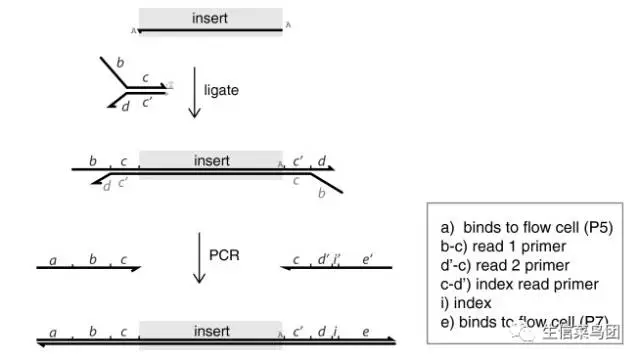 insert
A
A
b
c
T
d
c'
ligate
b
c
insert
A
c'
d
d
c'
c
b
PCR
a
b
c
c
d'
i'
e'
a
b
c
insert
c'
d
i
e
a) binds to flow cell (P5)
b-c) read 1 primer
d'-c) read 2 primer
c-d') index read primer
i) index
e) binds to flow cell (P7)
生信菜鸟团